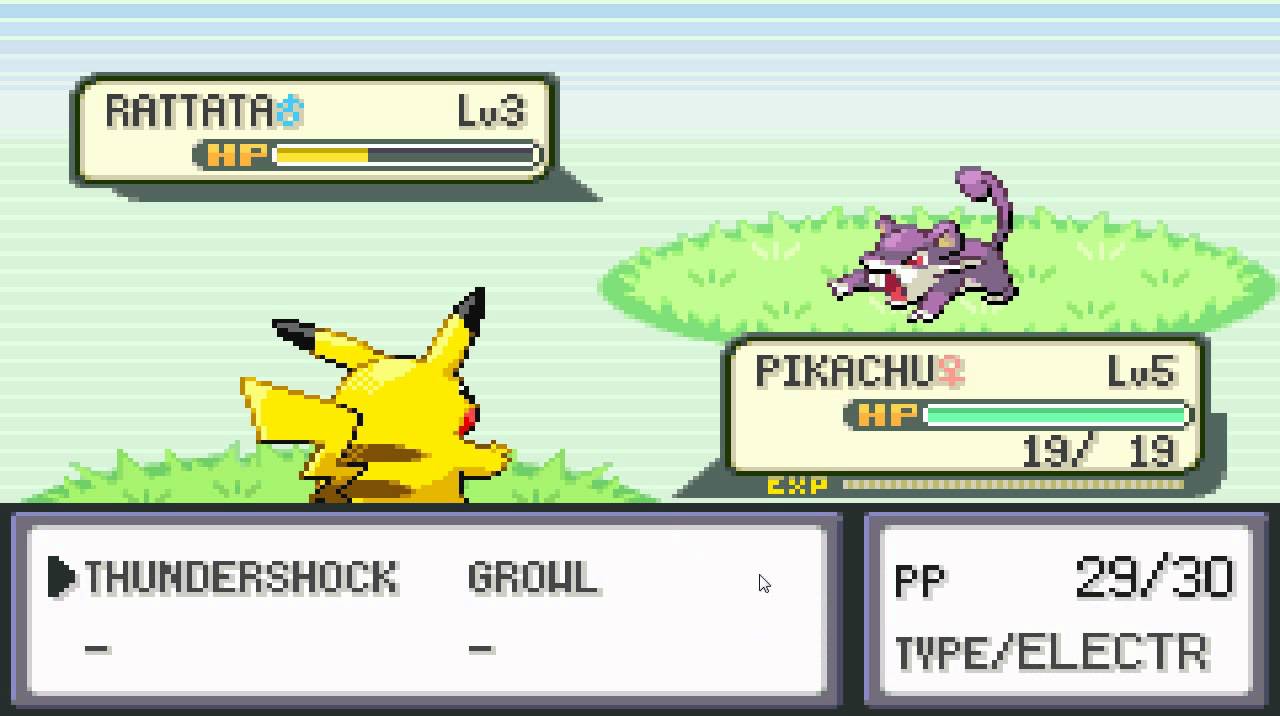 RATTATA♂ Lv3
HP
PIKACHU♀ Lv5
HP
19/ 19
EXP
▶THUNDERSHOCK GROWL
– –
PP 29/30
TYPE/ELECTR